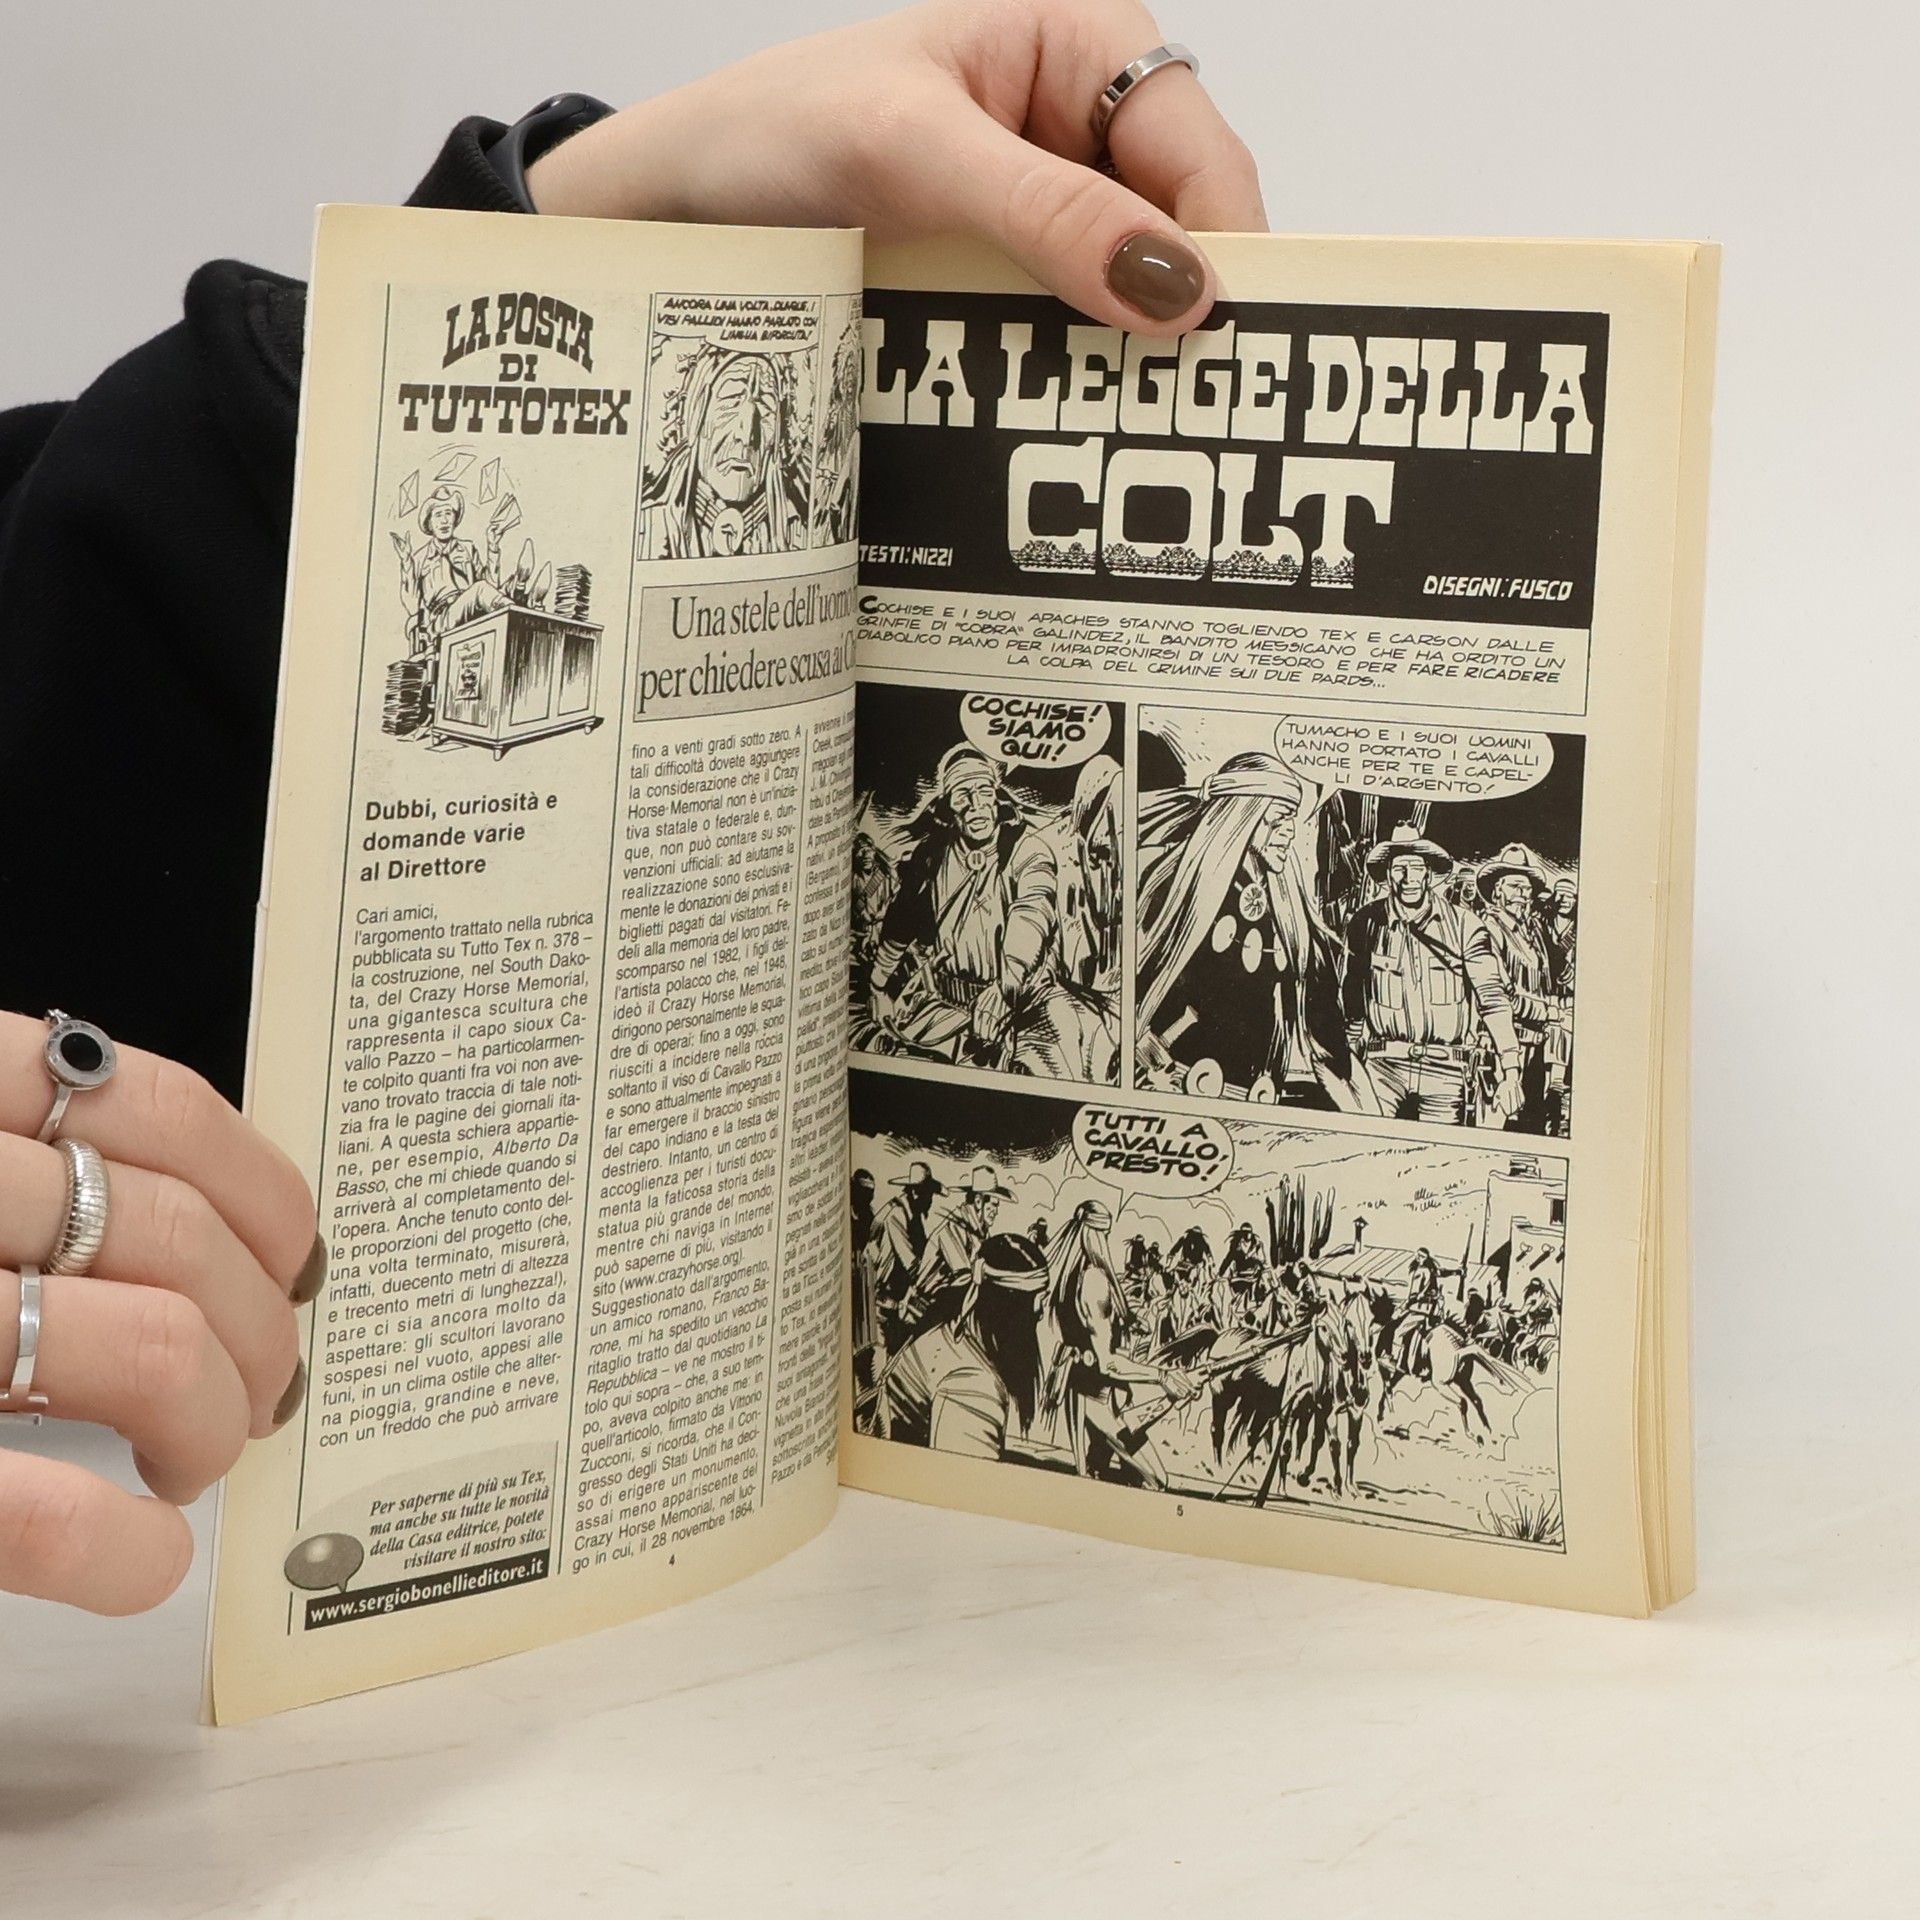 LA POSTA
DI
TUTTOTEX
Dubbi, curiosità e
domande varie
al Direttore
Cari amici,
l'argomento trattato nella rubrica
pubblicata su Tutto Tex n. 378 –
la costruzione, nel South Dako-
ta, del Crazy Horse Memorial,
una gigantesca scultura che
rappresenta il capo sioux Ca-
vallo Pazzo – ha particolarmen-
te colpito quanti fra voi non ave-
vano trovato traccia di tale noti-
zia fra le pagine dei giornali ita-
liani. A questa schiera appartie-
ne, per esempio, Alberto Da
Basso, che mi chiede quando si
arriverà al completamento del-
l'opera. Anche tenuto conto del-
le proporzioni del progetto (che,
una volta terminato, misurerà,
infatti, duecento metri di altezza
e trecento metri di lunghezza!),
pare ci sia ancora molto da
aspettare: gli scultori lavorano
sospesi nel vuoto, appesi alle
funi, in un clima ostile che alter-
na pioggia, grandine e neve,
con un freddo che può arrivare
Per saperne di più su Tex,
ma anche su tutte le novità
della Casa editrice, potete
visitare il nostro sito:
www.sergiobonellieditore.it
ANCORA UNA VOLTA, DUNQUE, I
VISI PALLIDI HANNO PARLATO CON
LINGUA BIFORCUTA!
Una stele dell'uomo
per chiedere scusa ai
fino a venti gradi sotto zero. A
tali difficoltà dovete aggiungere
la considerazione che il Crazy
Horse Memorial non è un'inizia-
tiva statale o federale e, dun-
que, non può contare su sov-
venzioni ufficiali: ad aiutarne la
realizzazione sono esclusiva-
mente le donazioni dei privati e i
biglietti pagati dai visitatori. Fe-
deli alla memoria del loro padre,
scomparso nel 1982, i figli del-
l'artista polacco che, nel 1948,
ideò il Crazy Horse Memorial,
dirigono personalmente le squa-
dre di operai: fino a oggi, sono
riusciti a incidere nella roccia
soltanto il viso di Cavallo Pazzo
e sono attualmente impegnati a
far emergere il braccio sinistro
del capo indiano e la testa del
destriero. Intanto, un centro di
accoglienza per i turisti docu-
menta la faticosa storia della
statua più grande del mondo,
mentre chi naviga in Internet
può saperne di più, visitando il
sito (www.crazyhorse.org).
Suggestionato dall'argomento,
un amico romano, Franco Ba-
rone, mi ha spedito un vecchio
ritaglio tratto dal quotidiano La
Repubblica – ve ne mostro il ti-
tolo qui sopra – che, a suo tem-
po, aveva colpito anche me: in
quell'articolo, firmato da Vittorio
Zucconi, si ricorda, che il Con-
gresso degli Stati Uniti ha deci-
so di erigere un monumento,
assai meno appariscente del
Crazy Horse Memorial, nel luo-
go in cui, il 28 novembre 1864,
4
LA LEGGE DELLA
COLT
TESTI: NIZZI
DISEGNI: FUSCO
COCHISE E I SUOI APACHES STANNO TOGLIENDO TEX E CARSON DALLE
GRINFIE DI "COBRA" GALINDEZ, IL BANDITO MESSICANO CHE HA ORDITO UN
DIABOLICO PIANO PER IMPADRONIRSI DI UN TESORO E PER FARE RICADERE
LA COLPA DEL CRIMINE SUI DUE PARDS...
COCHISE!
SIAMO
QUI!
TUMACHO E I SUOI UOMINI
HANNO PORTATO I CAVALLI
ANCHE PER TE E CAPEL-
LI D'ARGENTO!
TUTTI A
CAVALLO,
PRESTO!
5